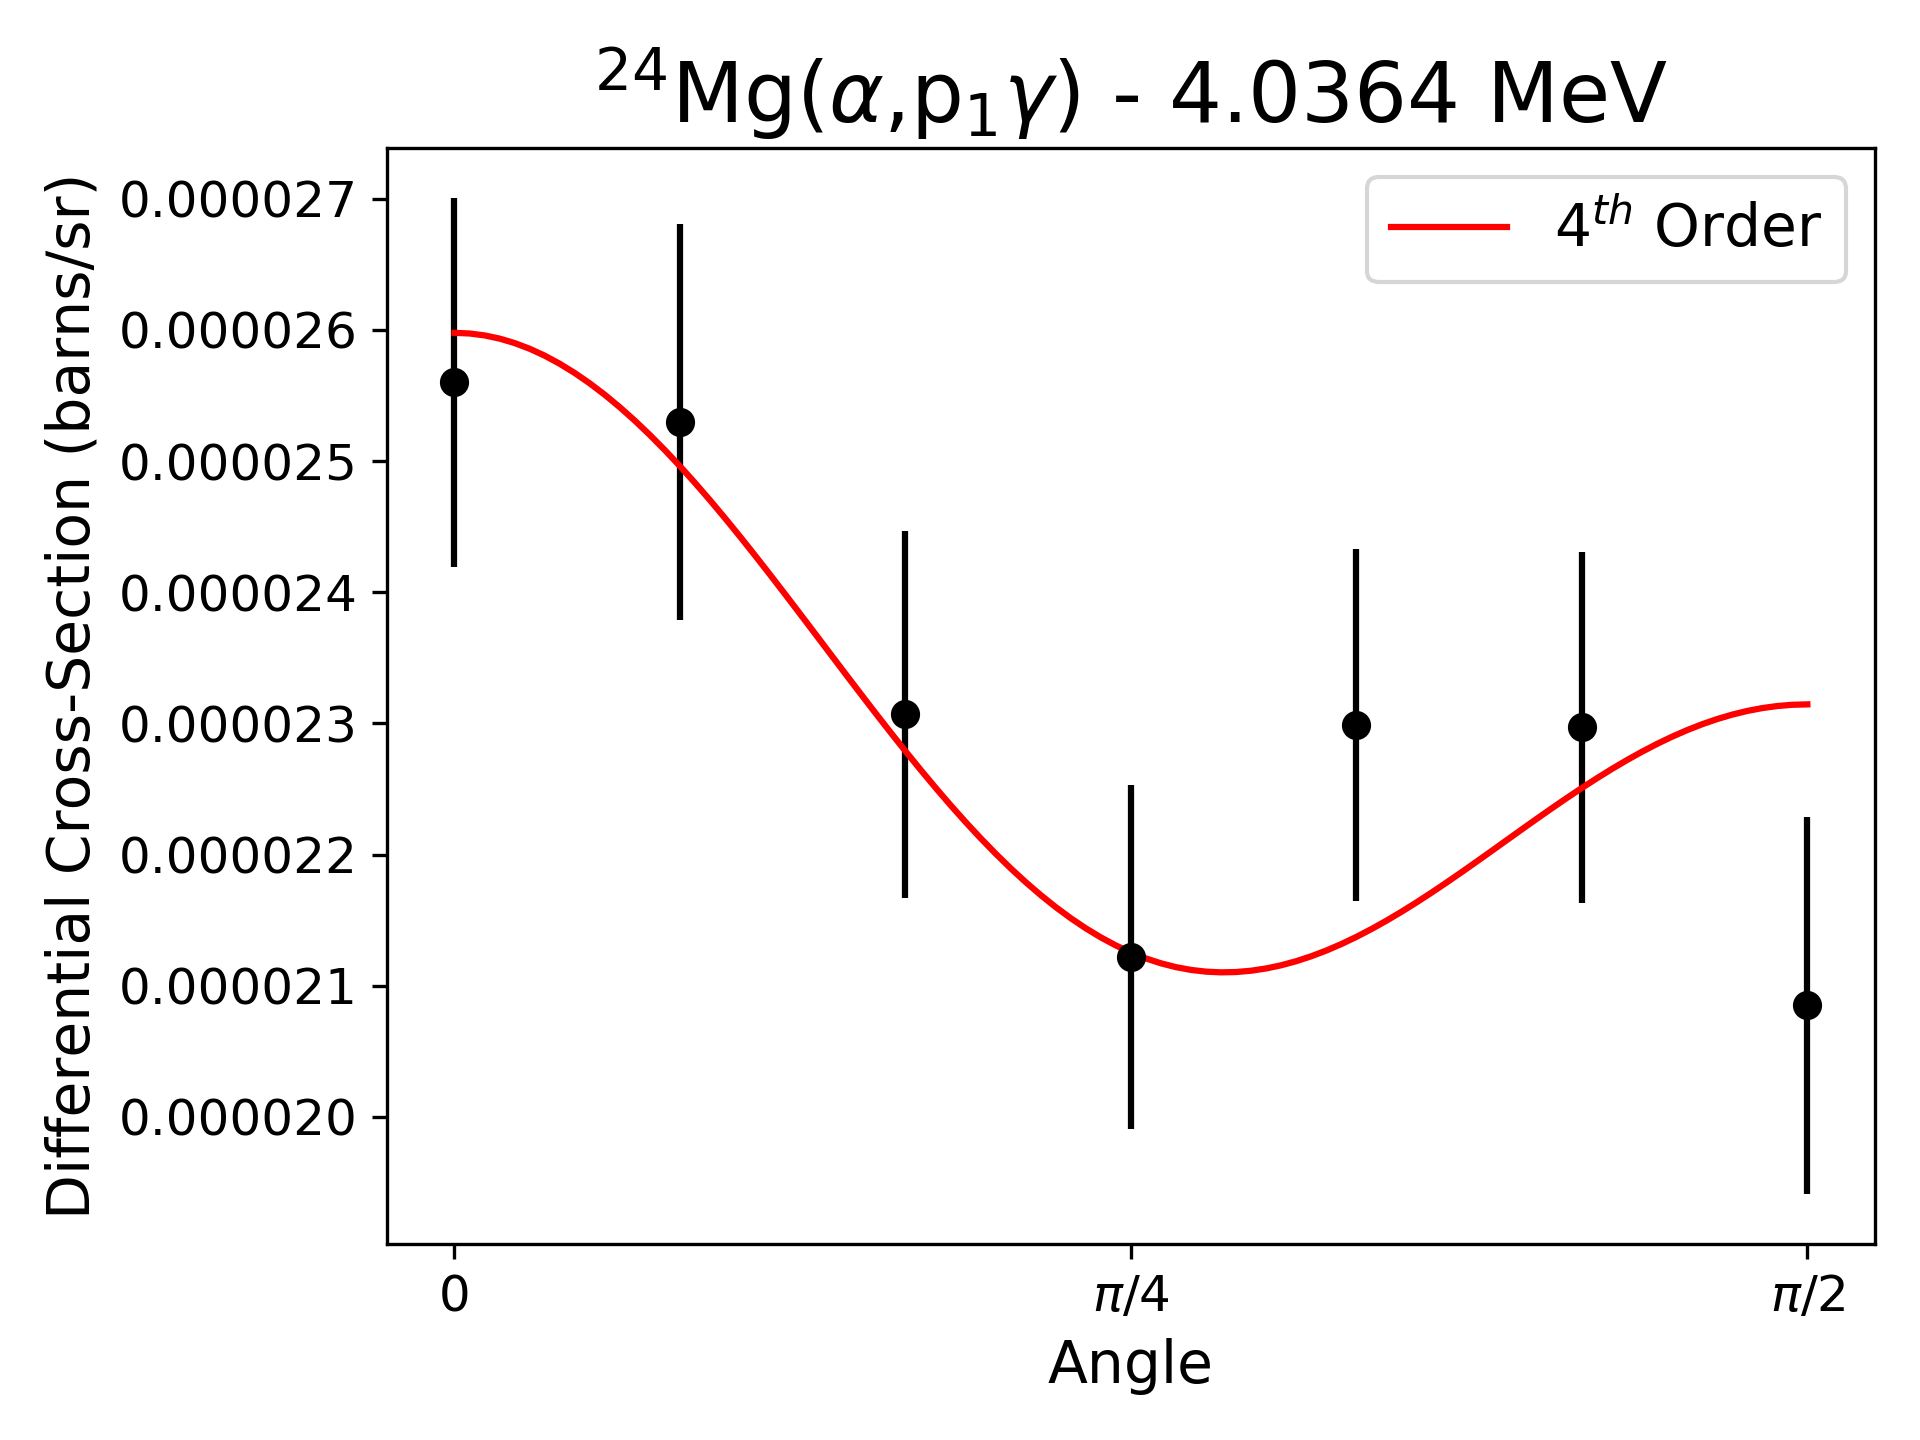 ²⁴Mg(α,p₁γ) - 4.0364 MeV
4ᵗʰ Order
Differential Cross-Section (barns/sr)
0.000027
0.000026
0.000025
0.000024
0.000023
0.000022
0.000021
0.000020
0 π/4 π/2
Angle